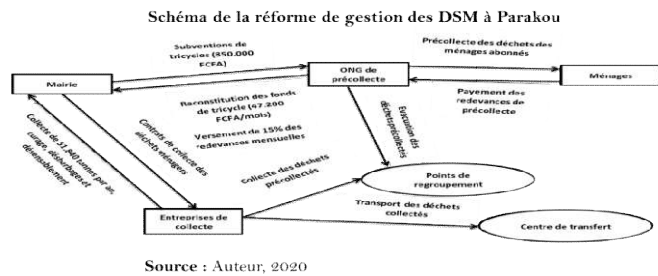 Schéma de la réforme de gestion des DSM à Parakou
Subventions de
tricycles (850.000
FCFA)
Précollecte des déchets des
ménages abonnés
Mairie
ONG de
précollecte
Ménages
Reconstitution des fonds
de tricycle (47.200
FCFA/mois)
Versement de 15% des
redevances mensuelles
Payement des
redevances de
précollecte
Evacuation des
déchets précollectés
Contrats de collecte des
déchets ménagers
Collecte de 31.840 tonnes par an,
curage, désherbages et
désensablement
Collecte des déchets
précollectés
Points de
regroupement
Transport des déchets
collectés
Entreprises de
collecte
Centre de transfert
Source : Auteur, 2020